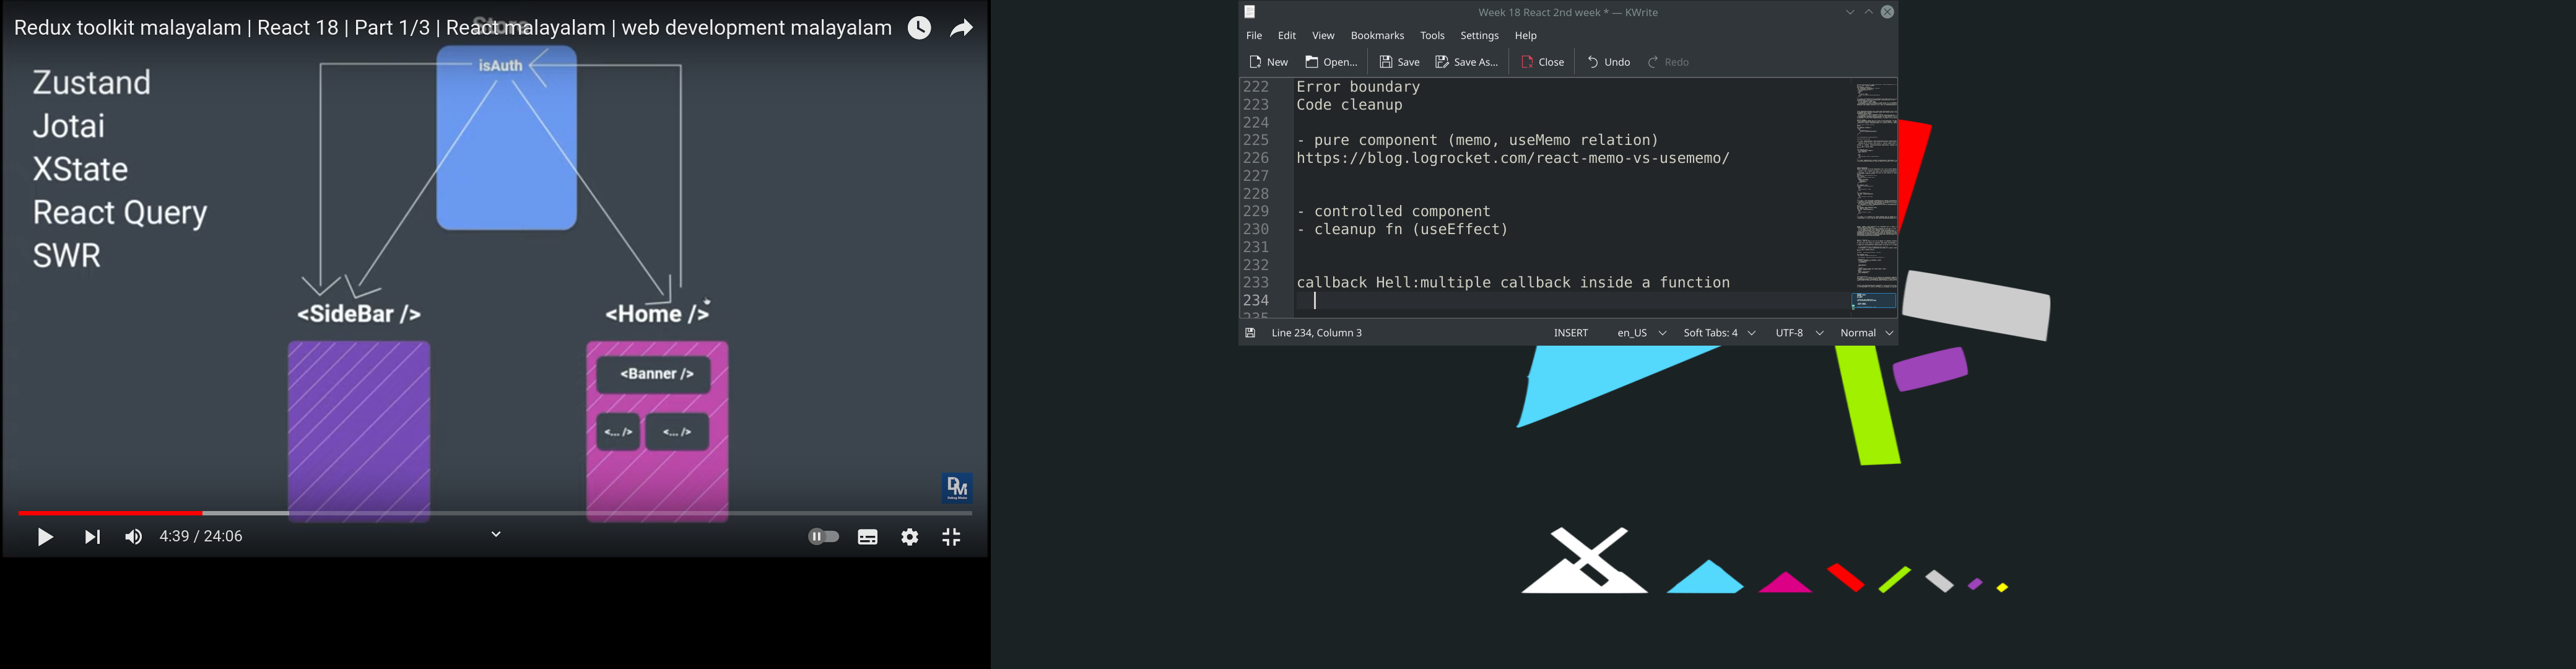 Redux toolkit malayalam | React 18 | Part 1/3 | React malayalam | web development malayalam
Store
isAuth
Zustand
Jotai
XState
React Query
SWR
<SideBar />
<Home />
<Banner />
<... />
<... />
DM
4:39 / 24:06
Week 18 React 2nd week * — KWrite
File Edit View Bookmarks Tools Settings Help
New Open... Save Save As... Close Undo Redo
222 Error boundary
223 Code cleanup
224
225 - pure component (memo, useMemo relation)
226 https://blog.logrocket.com/react-memo-vs-usememo/
227
228
229 - controlled component
230 - cleanup fn (useEffect)
231
232
233 callback Hell:multiple callback inside a function
234
235
Line 234, Column 3 INSERT en_US Soft Tabs: 4 UTF-8 Normal